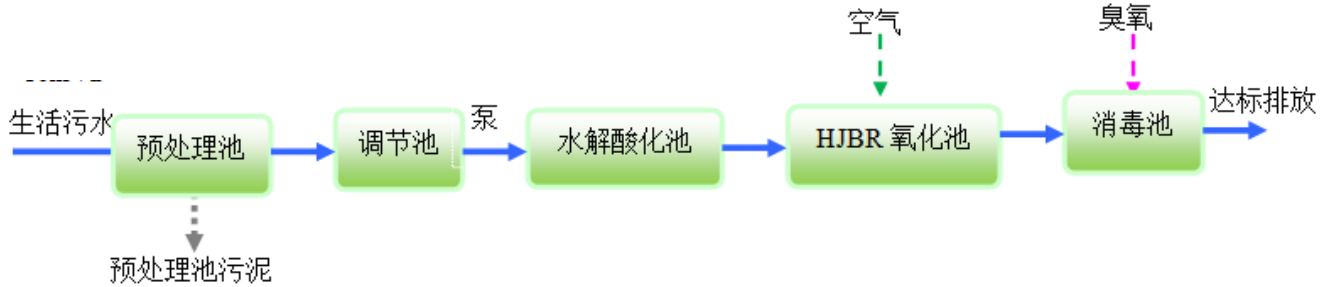 空气
臭氧
生活污水
预处理池
调节池
泵
水解酸化池
HJBR 氧化池
消毒池
达标排放
预处理池污泥